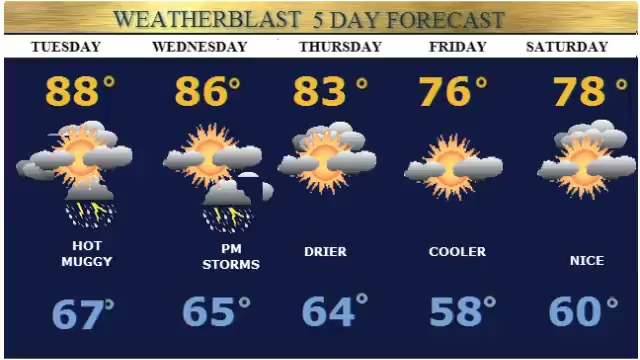 WEATHERBLAST 5 DAY FORECAST
TUESDAY WEDNESDAY THURSDAY FRIDAY SATURDAY
88° 86° 83° 76° 78°
HOT MUGGY
PM STORMS
DRIER
COOLER
NICE
67° 65° 64° 58° 60°